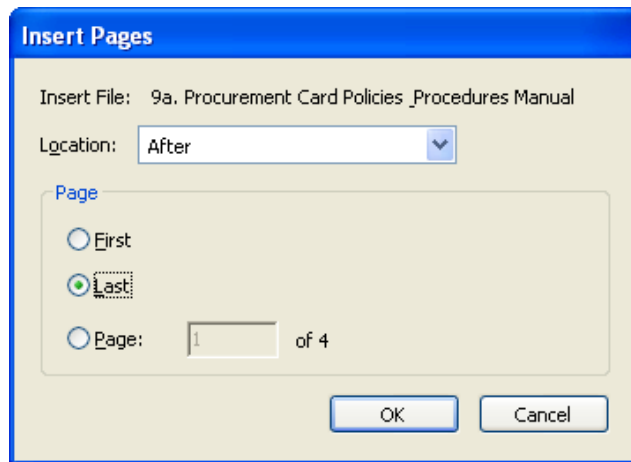 Insert Pages
Insert File: 9a. Procurement Card Policies _Procedures Manual
Location: After
Page
First
Last
Page: 1 of 4
OK Cancel